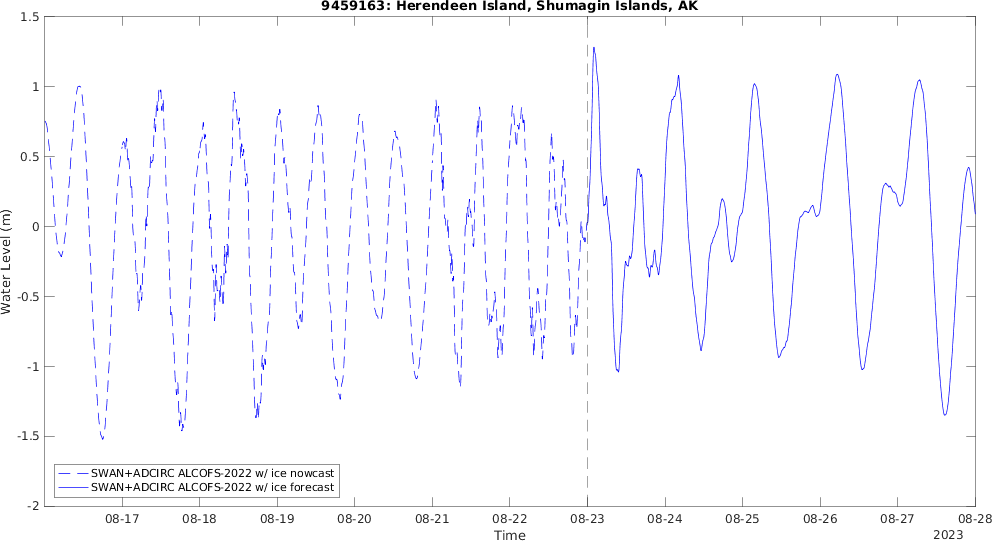 9459163: Herendeen Island, Shumagin Islands, AK
1.5
1
0.5
0
-0.5
-1
-1.5
-2
Water Level (m)
SWAN+ADCIRC ALCOFS-2022 w/ ice nowcast
SWAN+ADCIRC ALCOFS-2022 w/ ice forecast
08-17 08-18 08-19 08-20 08-21 08-22 08-23 08-24 08-25 08-26 08-27 08-28
Time
2023